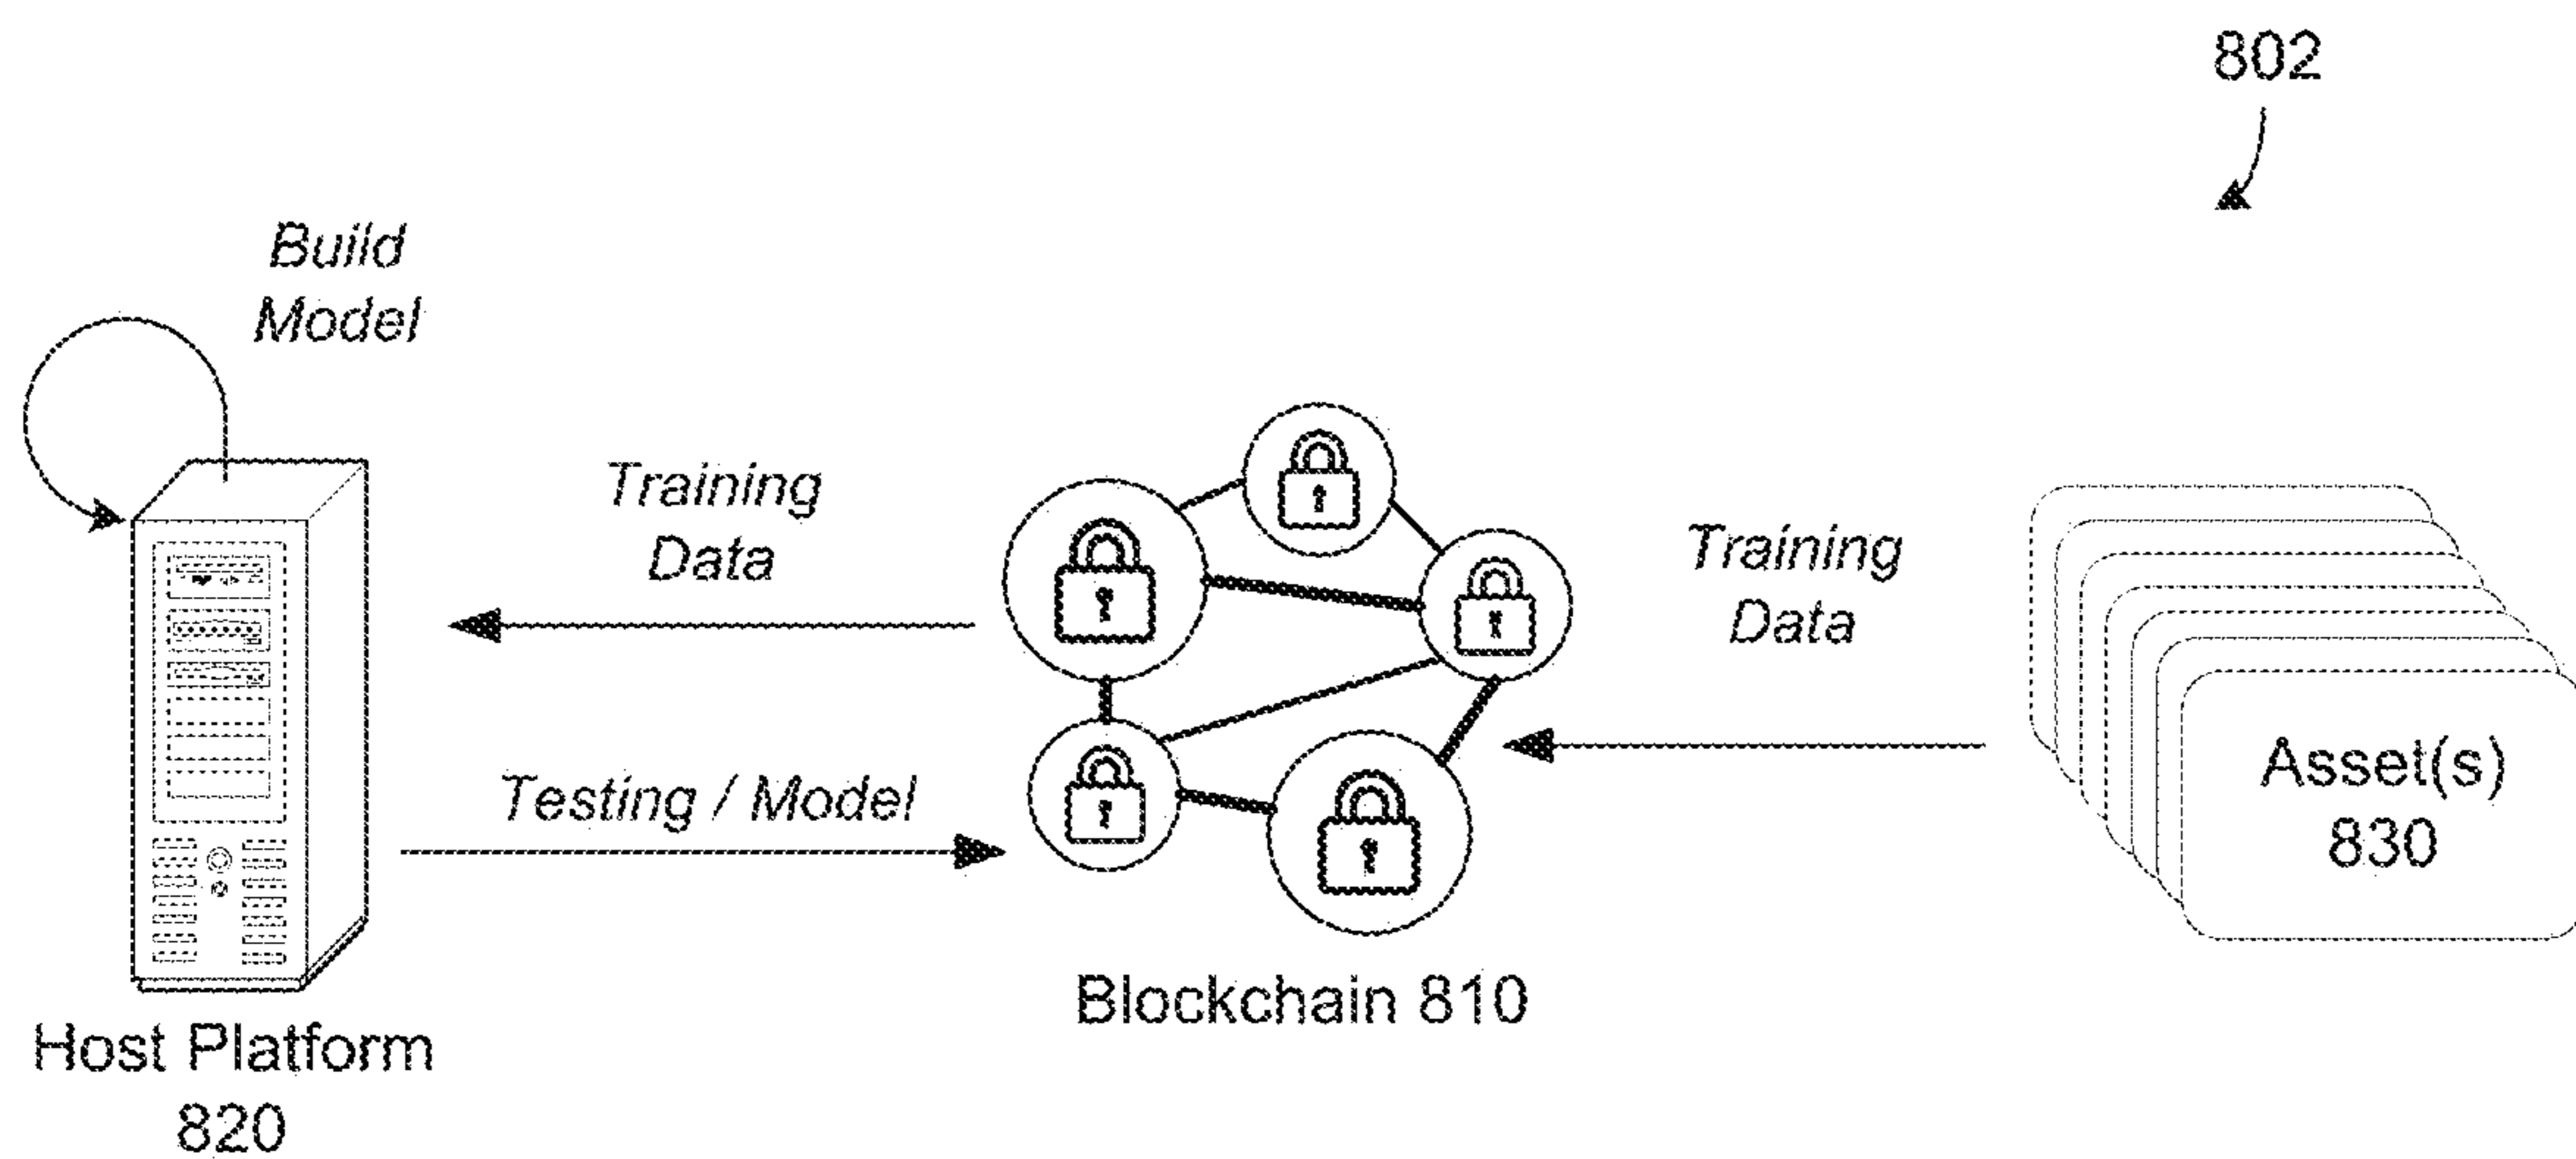 802
Build
Model
Training
Data
Training
Data
Testing / Model
Asset(s)
830
Blockchain 810
Host Platform
820